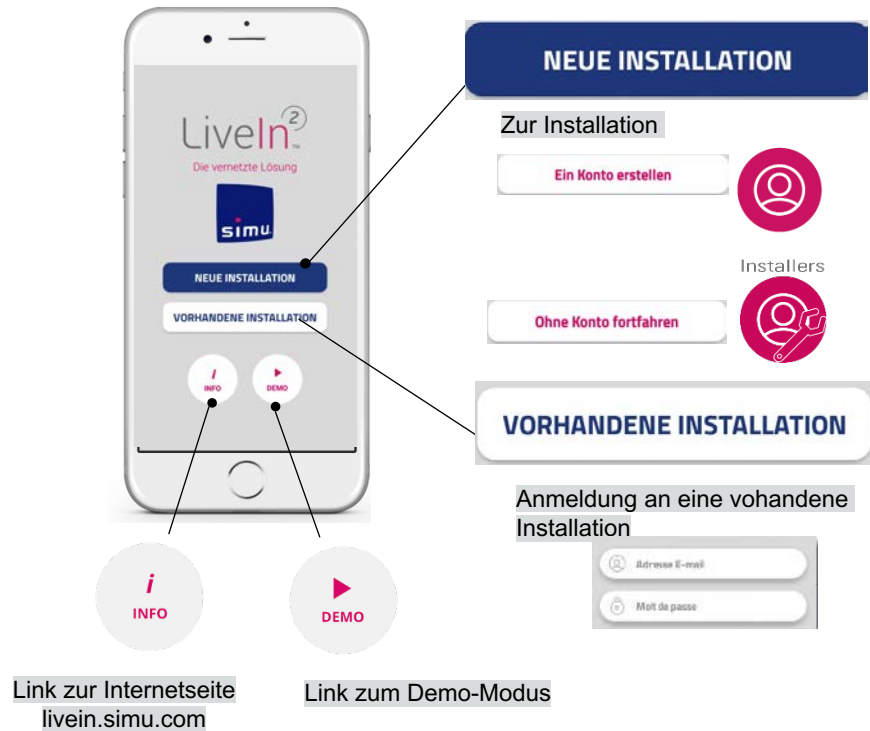 LiveIn2
TM
Die vernetzte Lösung
simu
NEUE INSTALLATION
VORHANDENE INSTALLATION
i
INFO
DEMO
NEUE INSTALLATION
Zur Installation
Ein Konto erstellen
Installers
Ohne Konto fortfahren
VORHANDENE INSTALLATION
Anmeldung an eine vohandene
Installation
Adresse E-mail
Molt de passe
i
INFO
DEMO
Link zur Internetseite
livein.simu.com
Link zum Demo-Modus